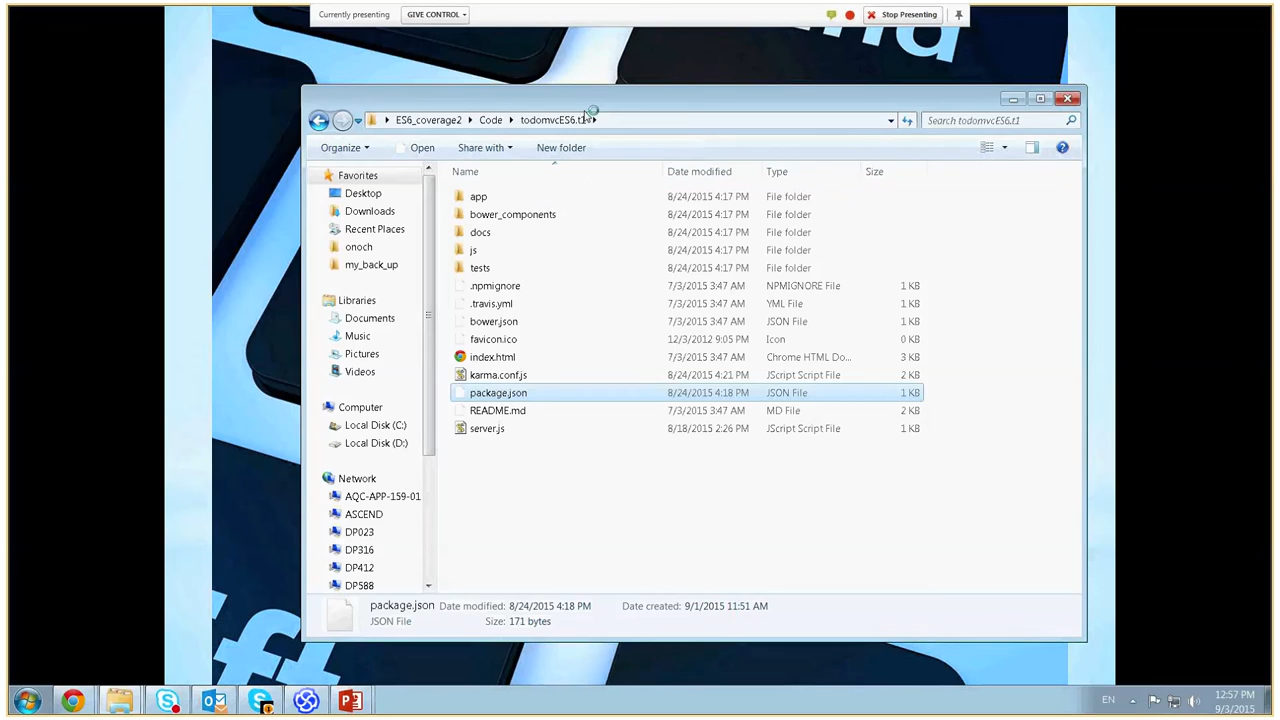 Currently presenting
GIVE CONTROL
Stop Presenting
ES6_coverage2
Code
todomvcES6.t1
Search todomvcES6.t1
Organize
Open
Share with
New folder
Name
Date modified
Type
Size
Favorites
Desktop
Downloads
Recent Places
onoch
my_back_up
Libraries
Documents
Music
Pictures
Videos
Computer
Local Disk (C:)
Local Disk (D:)
Network
AQC-APP-159-01
ASCEND
DP023
DP316
DP412
DP588
app 8/24/2015 4:17 PM File folder
bower_components 8/24/2015 4:17 PM File folder
docs 8/24/2015 4:17 PM File folder
js 8/24/2015 4:17 PM File folder
tests 8/24/2015 4:17 PM File folder
.npmignore 7/3/2015 3:47 AM NPMIGNORE File 1 KB
.travis.yml 7/3/2015 3:47 AM YML File 1 KB
bower.json 7/3/2015 3:47 AM JSON File 1 KB
favicon.ico 12/3/2012 9:05 PM Icon 0 KB
index.html 7/3/2015 3:47 AM Chrome HTML Do... 3 KB
karma.conf.js 8/24/2015 4:21 PM JScript Script File 2 KB
package.json 8/24/2015 4:18 PM JSON File 1 KB
README.md 7/3/2015 3:47 AM MD File 2 KB
server.js 8/18/2015 2:26 PM JScript Script File 1 KB
package.json Date modified: 8/24/2015 4:18 PM Date created: 9/1/2015 11:51 AM
JSON File Size: 171 bytes
EN
12:57 PM
9/3/2015